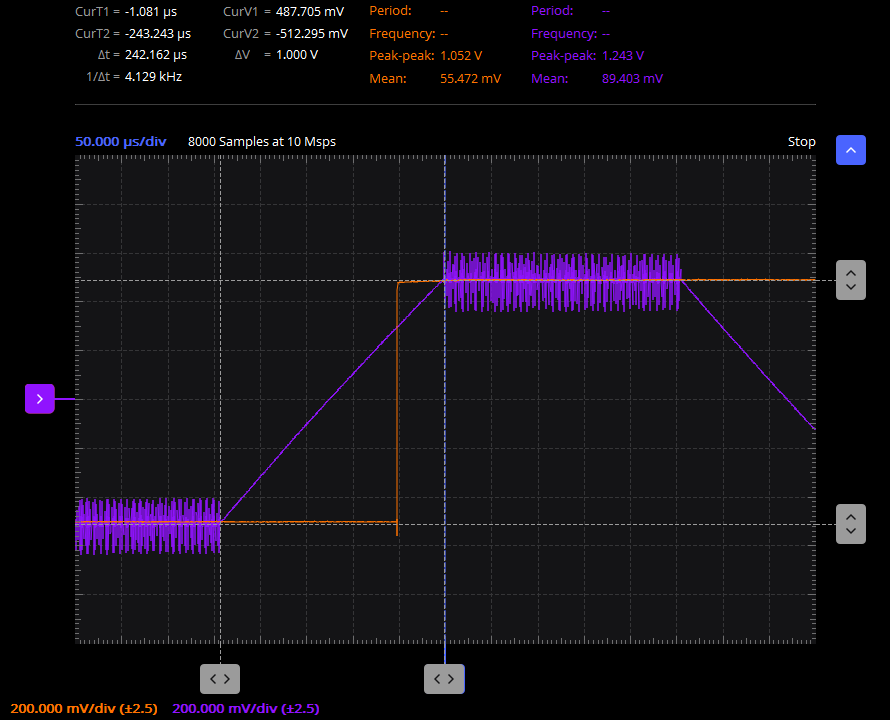 CurT1 = -1.081 µs CurV1 = 487.705 mV Period: -- Period: --
CurT2 = -243.243 µs CurV2 = -512.295 mV Frequency: -- Frequency: --
Δt = 242.162 µs ΔV = 1.000 V Peak-peak: 1.052 V Peak-peak: 1.243 V
1/Δt = 4.129 kHz Mean: 55.472 mV Mean: 89.403 mV
50.000 µs/div 8000 Samples at 10 Msps Stop
200.000 mV/div (±2.5) 200.000 mV/div (±2.5)